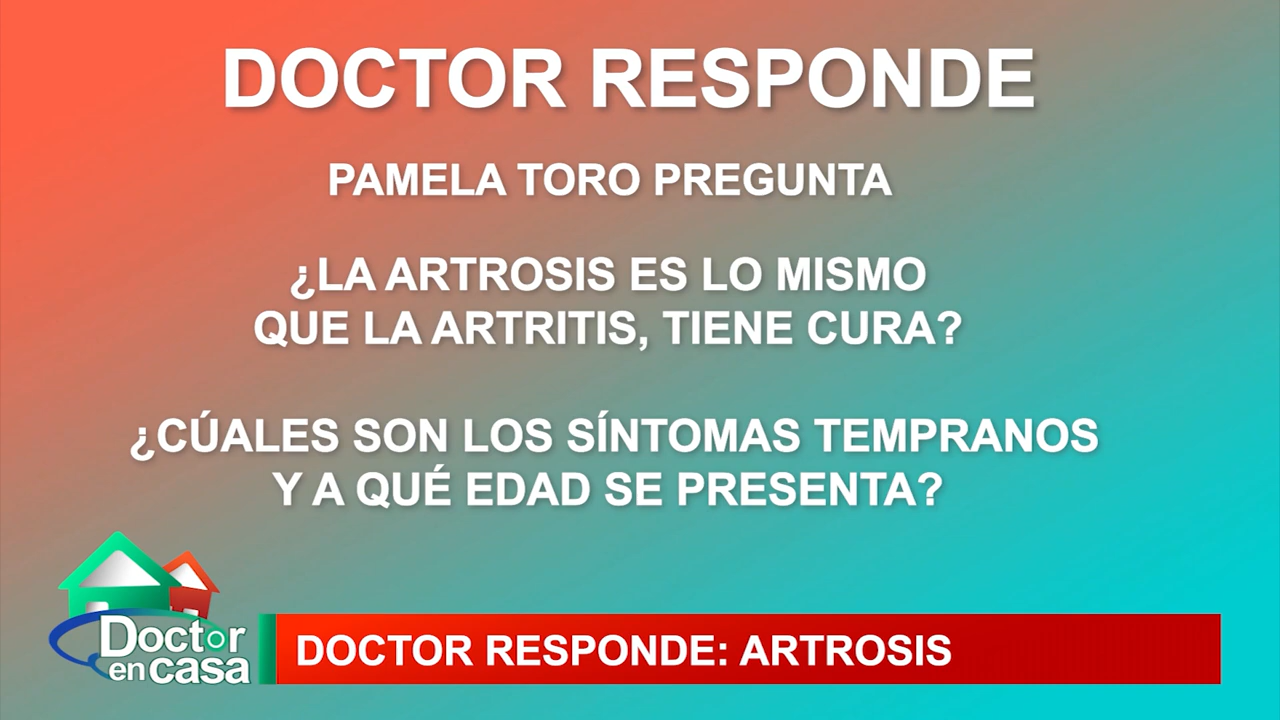 DOCTOR RESPONDE
PAMELA TORO PREGUNTA
¿LA ARTROSIS ES LO MISMO
QUE LA ARTRITIS, TIENE CURA?
¿CÚALES SON LOS SÍNTOMAS TEMPRANOS
Y A QUÉ EDAD SE PRESENTA?
Doctor
en casa
DOCTOR RESPONDE: ARTROSIS